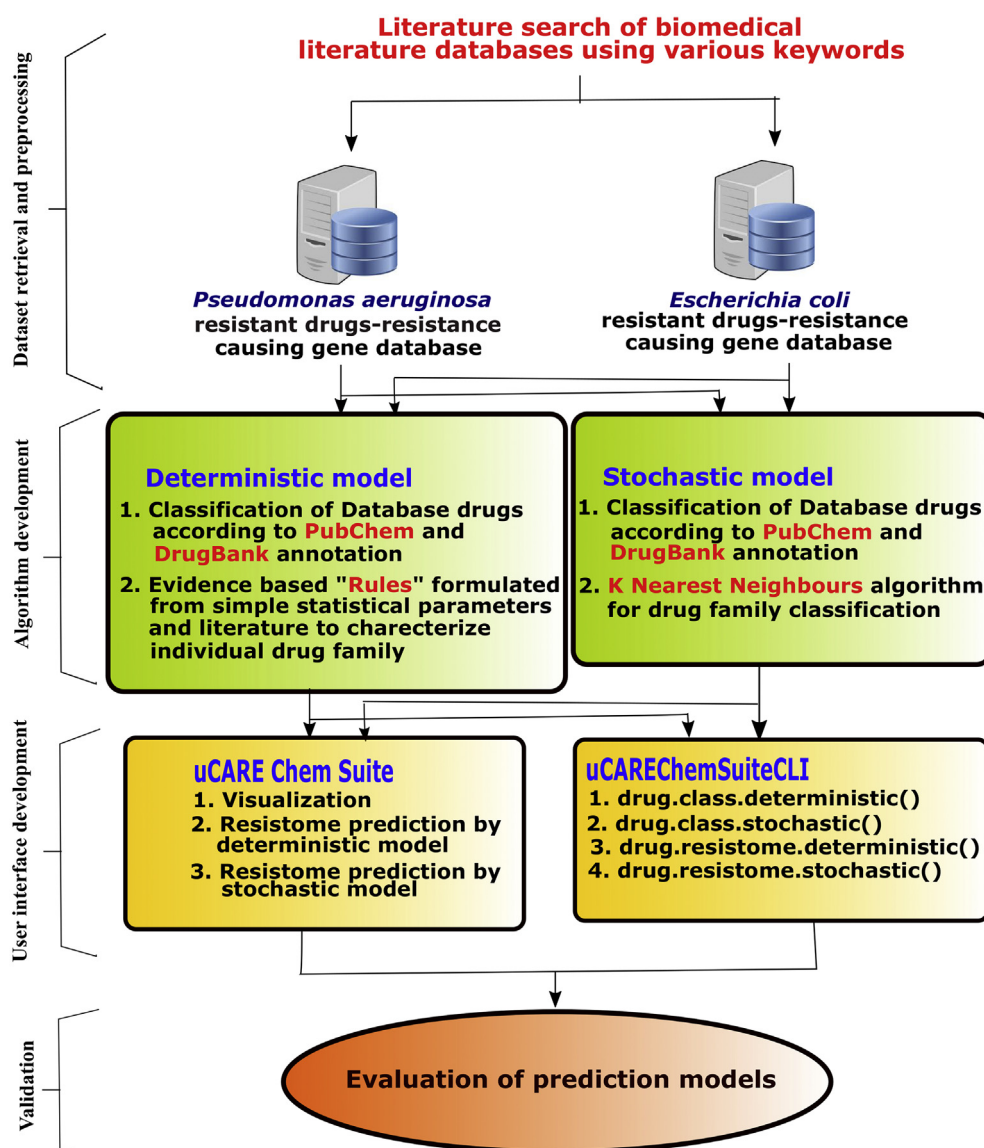 Literature search of biomedical
literature databases using various keywords
Dataset retrieval and preprocessing
Pseudomonas aeruginosa
resistant drugs-resistance
causing gene database
Escherichia coli
resistant drugs-resistance
causing gene database
Algorithm development
Deterministic model
1. Classification of Database drugs
according to PubChem and
DrugBank annotation
2. Evidence based "Rules" formulated
from simple statistical parameters
and literature to charecterize
individual drug family
Stochastic model
1. Classification of Database drugs
according to PubChem and
DrugBank annotation
2. K Nearest Neighbours algorithm
for drug family classification
User interface development
uCARE Chem Suite
1. Visualization
2. Resistome prediction by
deterministic model
3. Resistome prediction by
stochastic model
uCAREChemSuiteCLI
1. drug.class.deterministic()
2. drug.class.stochastic()
3. drug.resistome.deterministic()
4. drug.resistome.stochastic()
Validation
Evaluation of prediction models